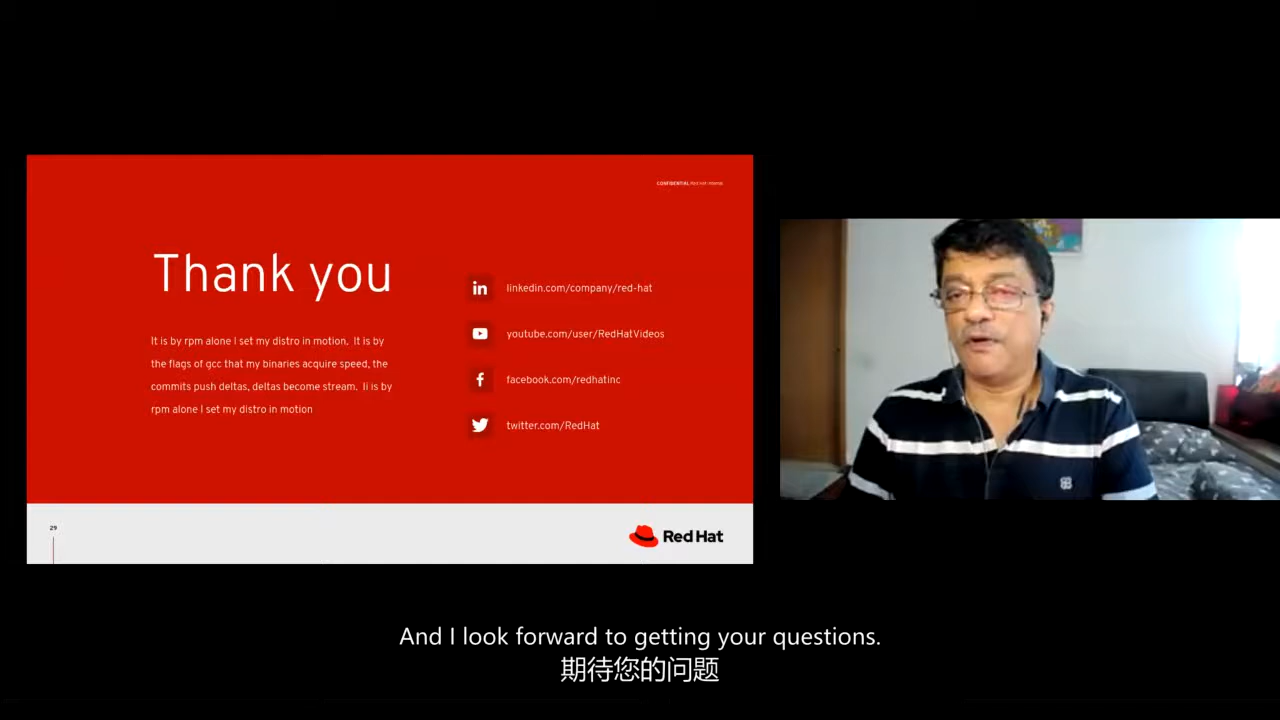 CONFIDENTIAL Red Hat Internal
Thank you
It is by rpm alone I set my distro in motion. It is by
the flags of gcc that my binaries acquire speed, the
commits push deltas, deltas become stream. Ii is by
rpm alone I set my distro in motion
linkedin.com/company/red-hat
youtube.com/user/RedHatVideos
facebook.com/redhatinc
twitter.com/RedHat
29
Red Hat
And I look forward to getting your questions.
期待您的问题